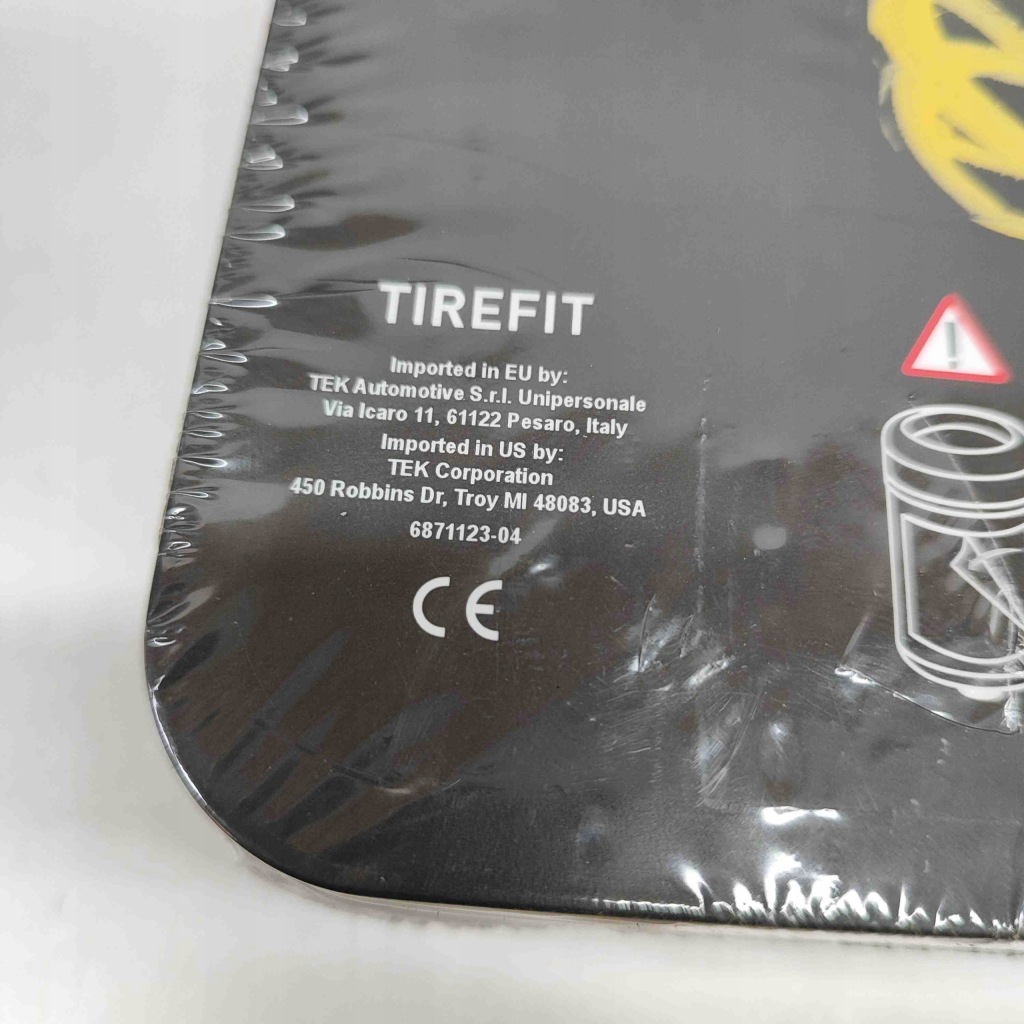 TIREFIT
Imported in EU by:
TEK Automotive S.r.l. Unipersonale
Via Icaro 11, 61122 Pesaro, Italy
Imported in US by:
TEK Corporation
450 Robbins Dr, Troy MI 48083, USA
6871123-04
CE
!